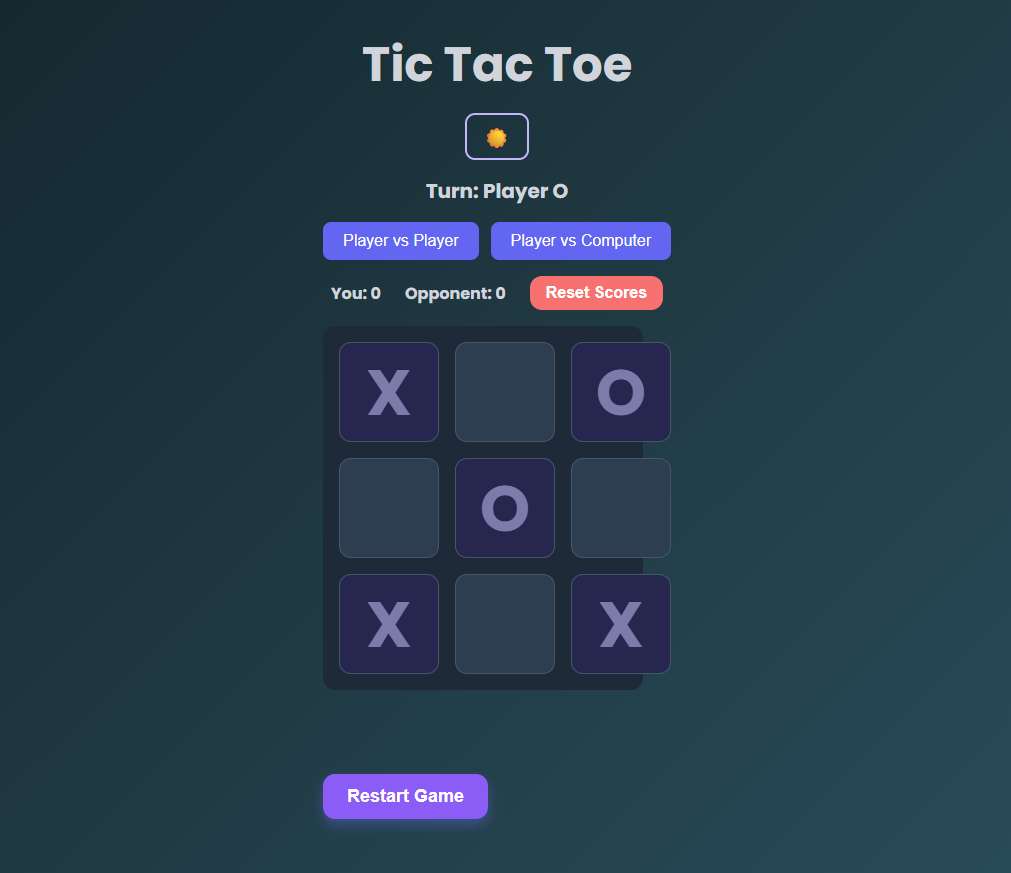 Tic Tac Toe
Turn: Player O
Player vs Player Player vs Computer
You: 0 Opponent: 0 Reset Scores
X O
O
X X
Restart Game